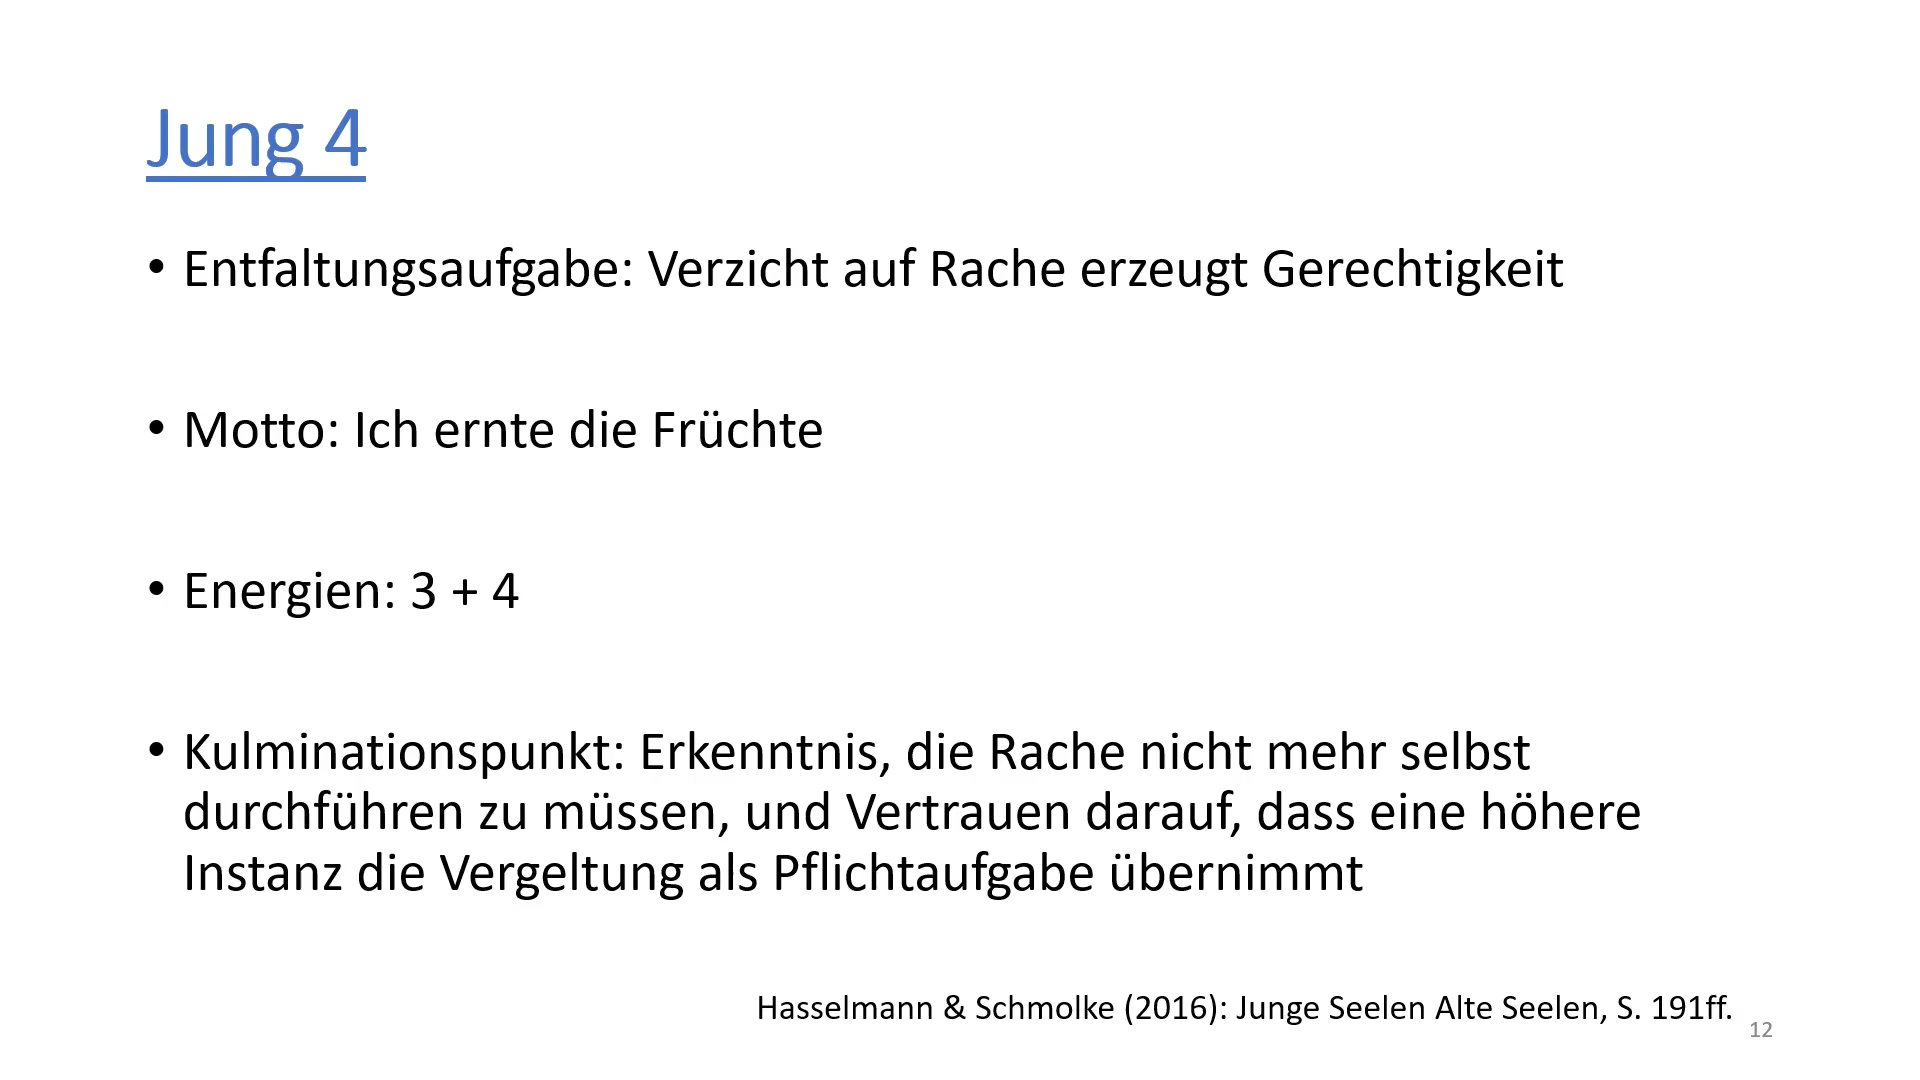 Jung 4
• Entfaltungsaufgabe: Verzicht auf Rache erzeugt Gerechtigkeit
• Motto: Ich ernte die Früchte
• Energien: 3 + 4
• Kulminationspunkt: Erkenntnis, die Rache nicht mehr selbst
durchführen zu müssen, und Vertrauen darauf, dass eine höhere
Instanz die Vergeltung als Pflichtaufgabe übernimmt
Hasselmann & Schmolke (2016): Junge Seelen Alte Seelen, S. 191ff.
12